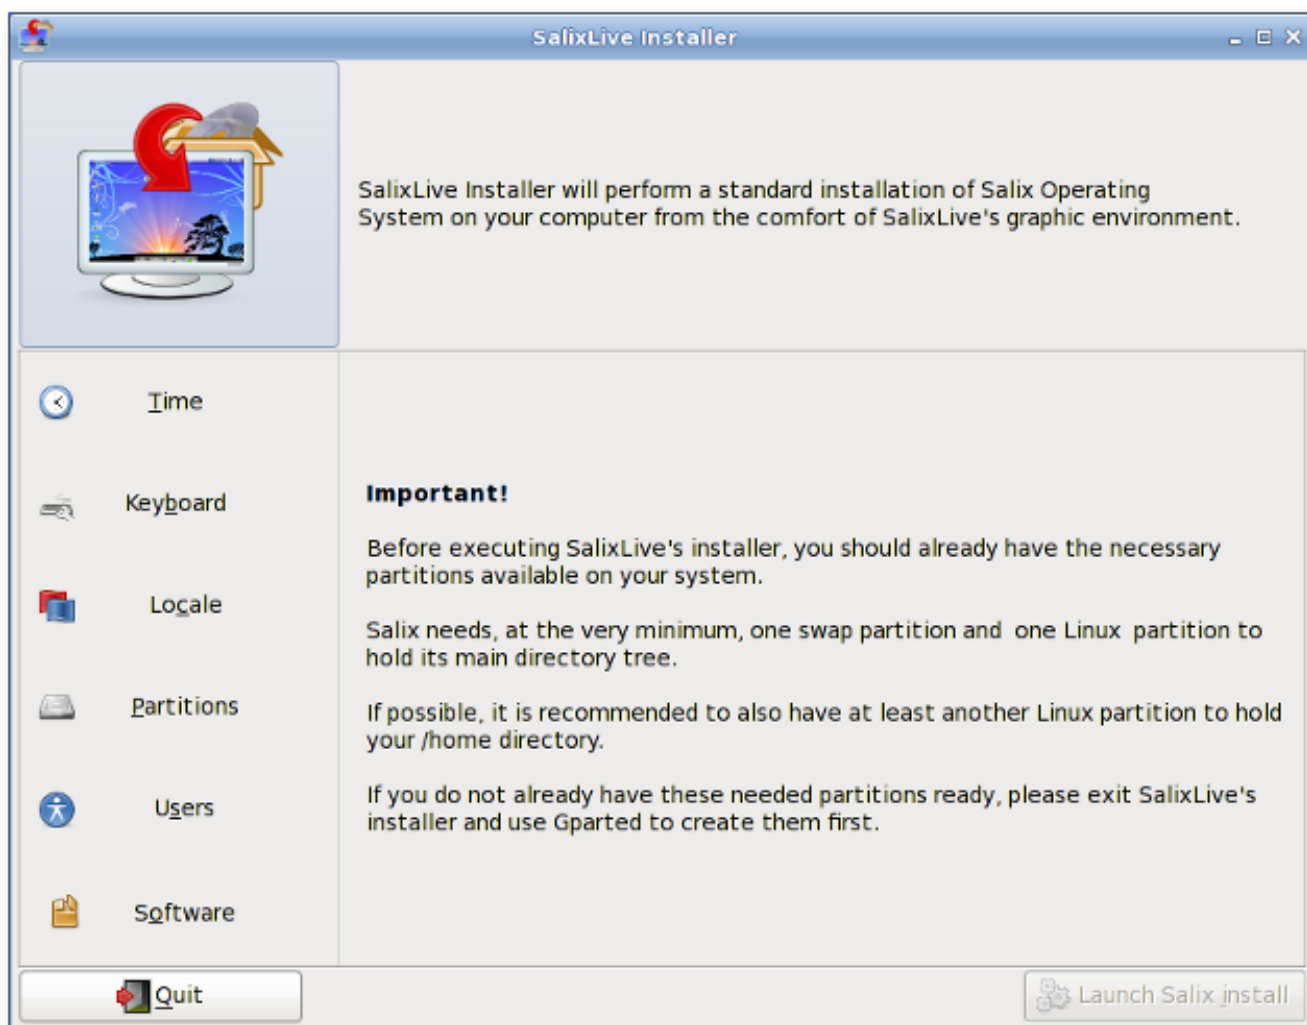 SalixLive Installer
SalixLive Installer will perform a standard installation of Salix Operating
System on your computer from the comfort of SalixLive's graphic environment.
Time
Keyboard
Locale
Partitions
Users
Software
Important!
Before executing SalixLive's installer, you should already have the necessary
partitions available on your system.
Salix needs, at the very minimum, one swap partition and  one Linux  partition to
hold its main directory tree.
If possible, it is recommended to also have at least another Linux partition to hold
your /home directory.
If you do not already have these needed partitions ready, please exit SalixLive's
installer and use Gparted to create them first.
Quit
Launch Salix install